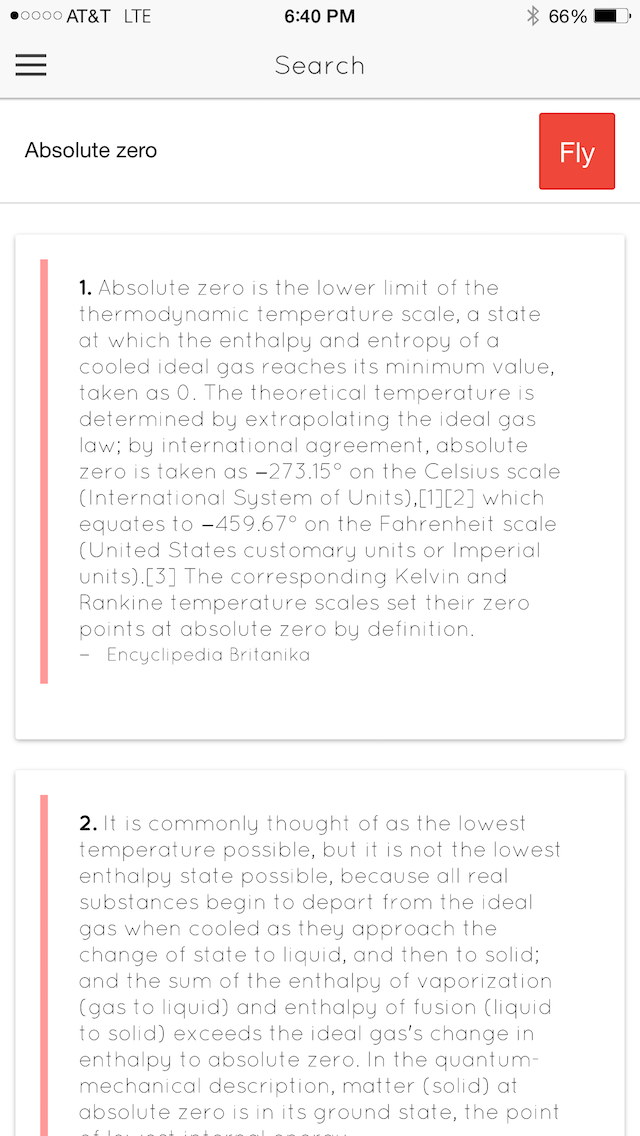 AT&T LTE 6:40 PM 66%
Search
Absolute zero
Fly
1. Absolute zero is the lower limit of the
thermodynamic temperature scale, a state
at which the enthalpy and entropy of a
cooled ideal gas reaches its minimum value,
taken as 0. The theoretical temperature is
determined by extrapolating the ideal gas
law; by international agreement, absolute
zero is taken as −273.15° on the Celsius scale
(International System of Units),[1][2] which
equates to −459.67° on the Fahrenheit scale
(United States customary units or Imperial
units).[3] The corresponding Kelvin and
Rankine temperature scales set their zero
points at absolute zero by definition.
– Encyclipedia Britanika
2. It is commonly thought of as the lowest
temperature possible, but it is not the lowest
enthalpy state possible, because all real
substances begin to depart from the ideal
gas when cooled as they approach the
change of state to liquid, and then to solid;
and the sum of the enthalpy of vaporization
(gas to liquid) and enthalpy of fusion (liquid
to solid) exceeds the ideal gas's change in
enthalpy to absolute zero. In the quantum-
mechanical description, matter (solid) at
absolute zero is in its ground state, the point
of lowest internal energy